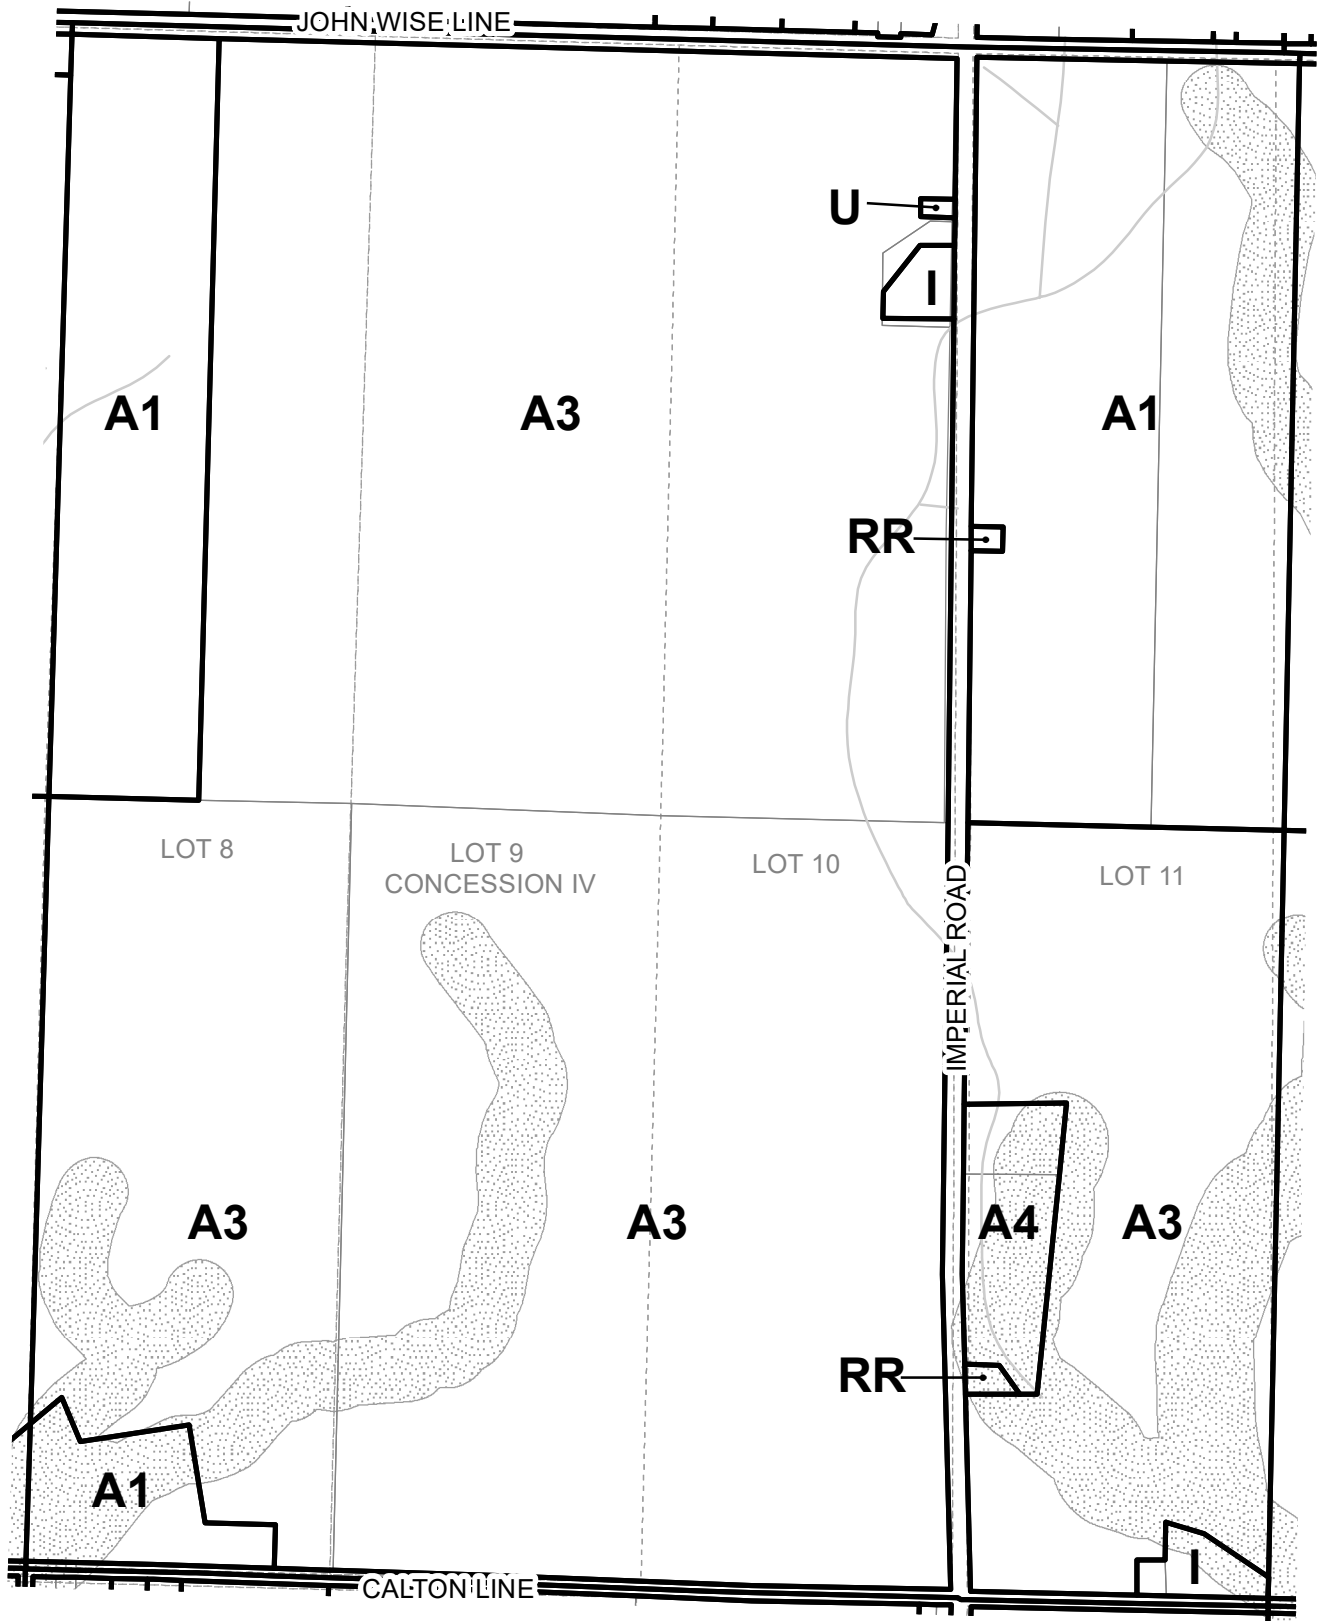 JOHN WISE LINE
U
I
A1
A3
A1
RR
LOT 8
LOT 9
CONCESSION IV
LOT 10
LOT 11
IMPERIAL ROAD
A3
A3
A4
A3
RR
A1
I
CALTON LINE